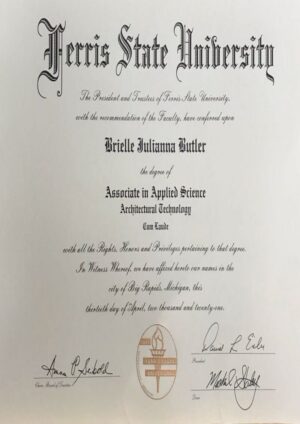 Ferris State University
The President and Trustees of Ferris State University,
with the recommendation of the Faculty, have conferred upon
Brielle Julianna Butler
the degree of
Associate in Applied Science
Architectural Technology
Cum Laude
with all the Rights, Honors and Privileges pertaining to that degree.
In Witness Whereof, we have affixed hereto our names in the
city of Big Rapids, Michigan, this
thirtieth day of April, two thousand and twenty-one.
President